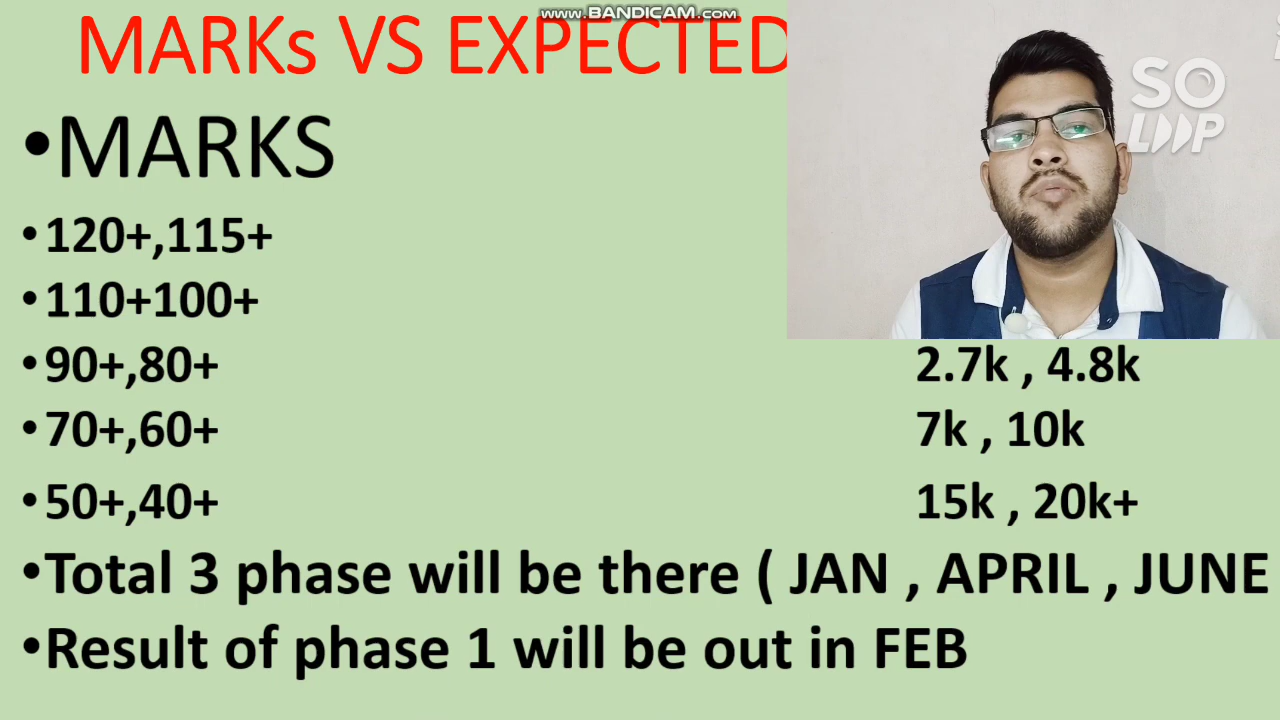 www.BANDICAM.com
MARKs VS EXPECTED
SO
LOOP
•MARKS
•120+,115+
•110+100+
•90+,80+ 2.7k , 4.8k
•70+,60+ 7k , 10k
•50+,40+ 15k , 20k+
•Total 3 phase will be there ( JAN , APRIL , JUNE
•Result of phase 1 will be out in FEB